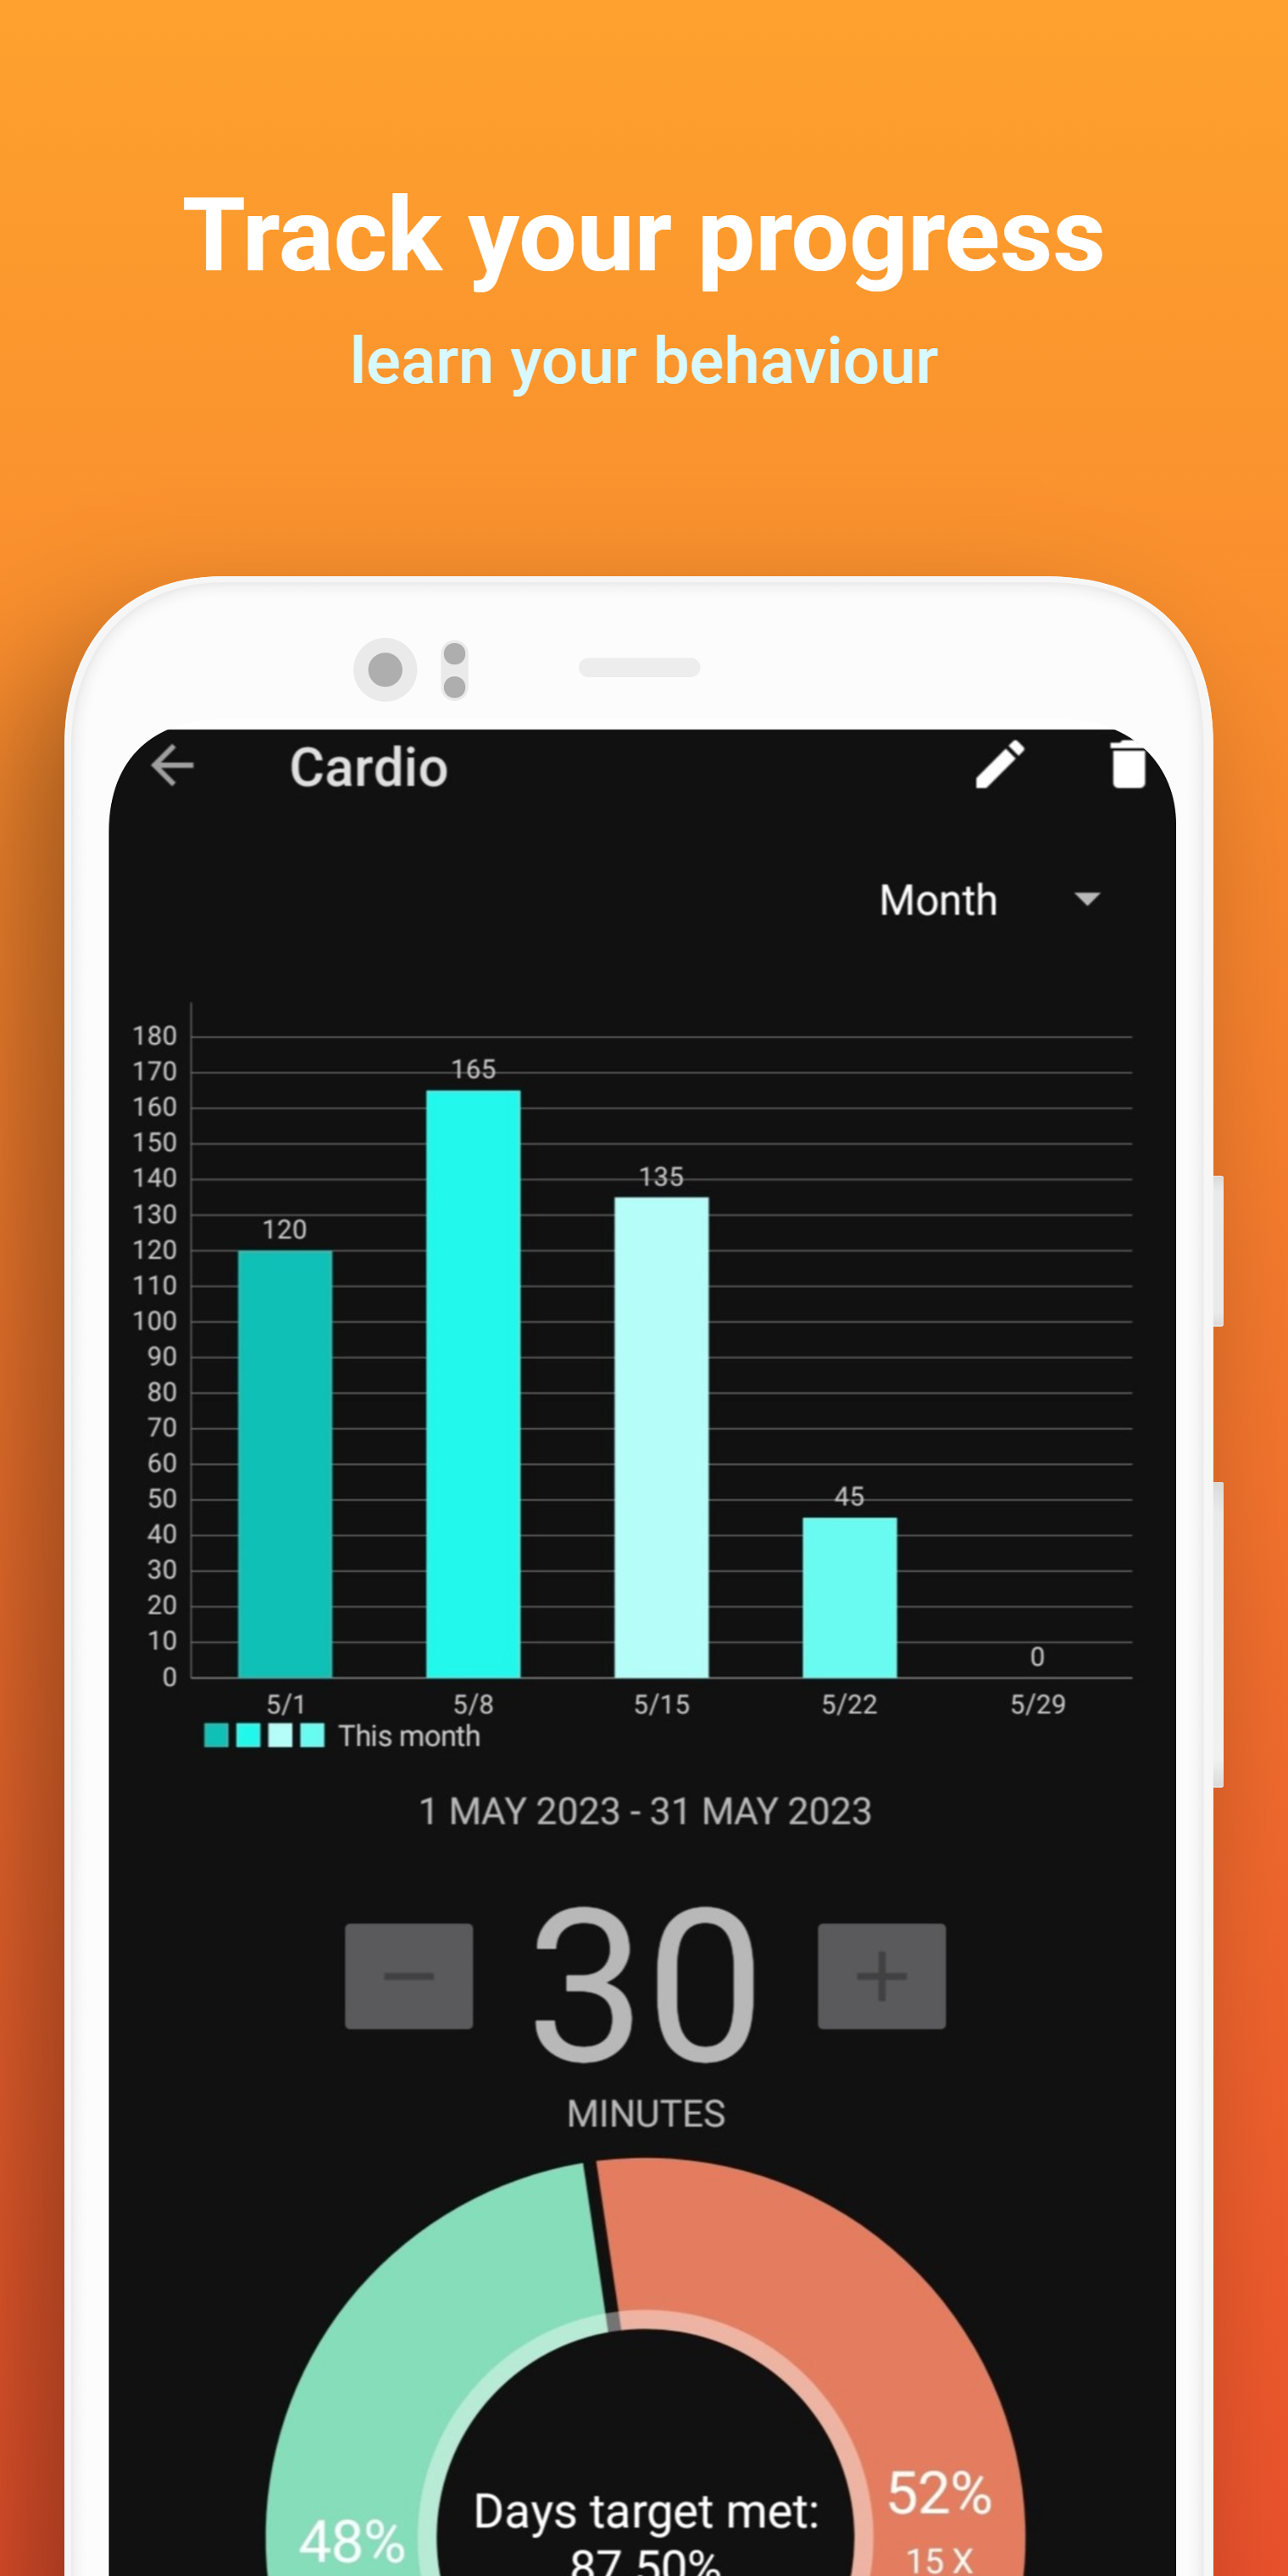 Track your progress
learn your behaviour
Cardio
Month
180
170
160
150
140
130
120
110
100
90
80
70
60
50
40
30
20
10
0
120
165
135
45
0
5/1 5/8 5/15 5/22 5/29
This month
1 MAY 2023 - 31 MAY 2023
30
MINUTES
52%
15 X
48%
Days target met:
87.50%